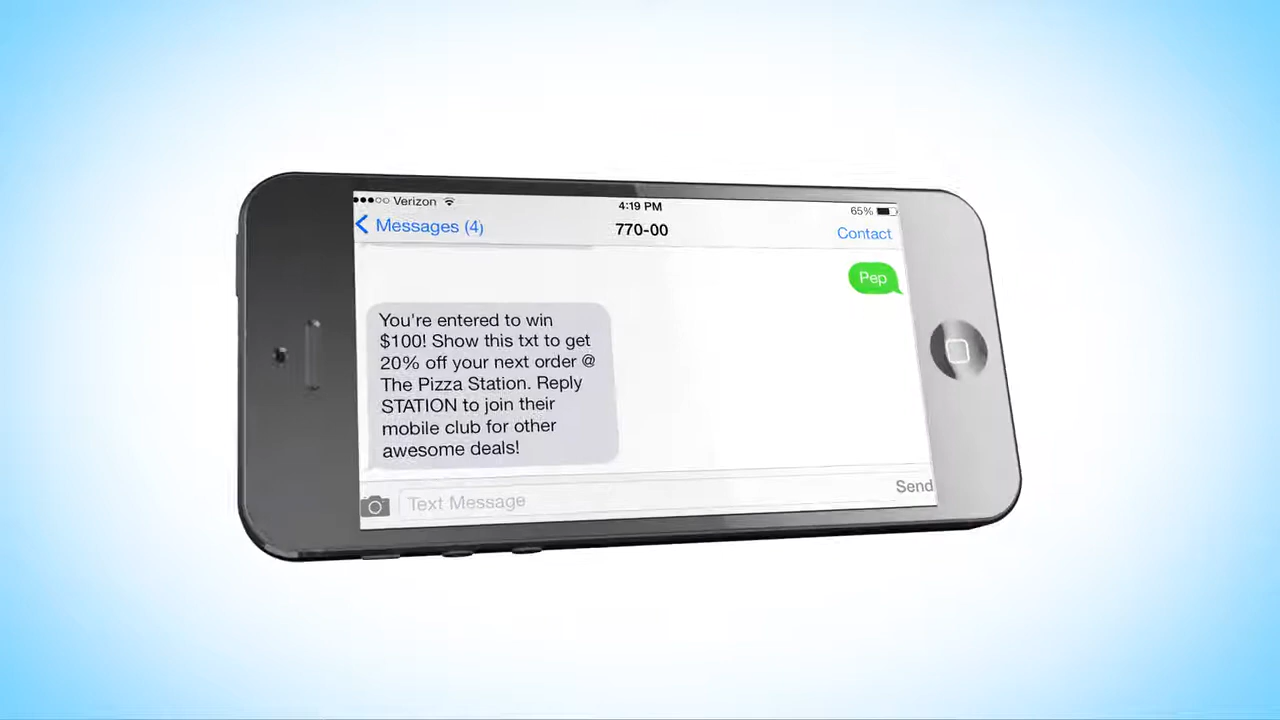 Verizon 4:19 PM 65%
Messages (4) 770-00 Contact
Pep
You're entered to win
$100! Show this txt to get
20% off your next order @
The Pizza Station. Reply
STATION to join their
mobile club for other
awesome deals!
Text Message Send